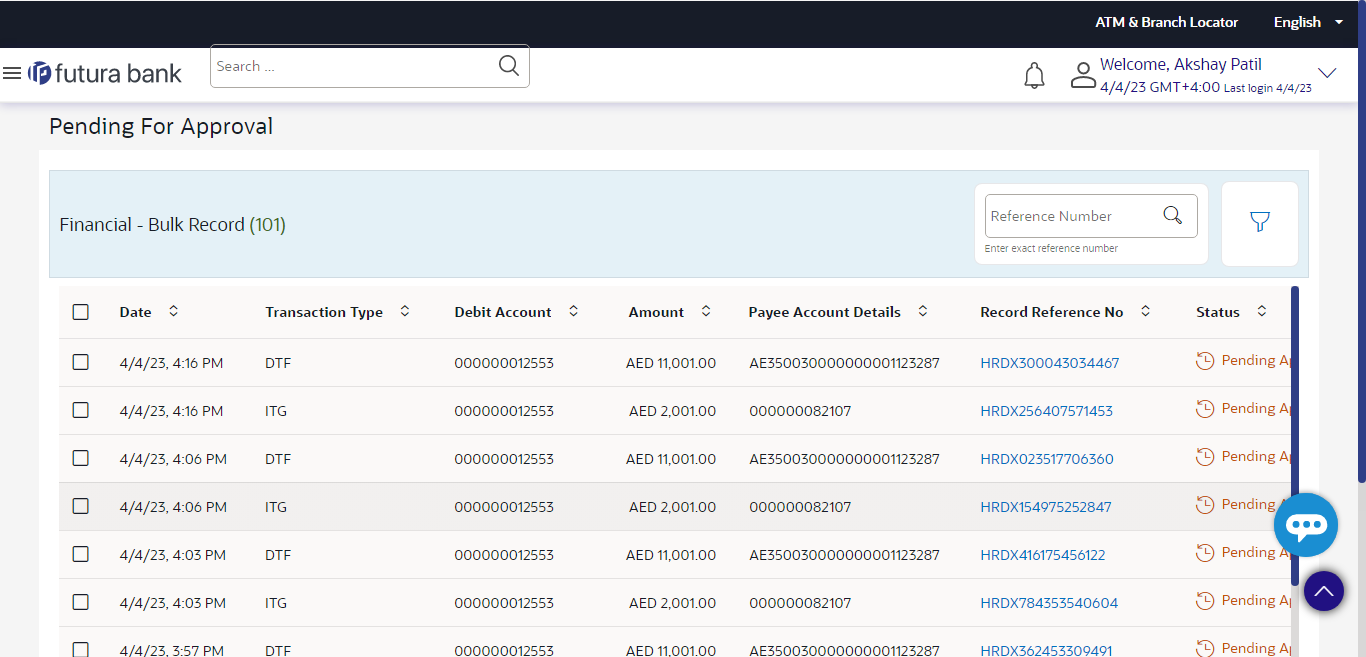 ATM & Branch Locator English
futura bank
Search ...
Welcome, Akshay Patil
4/4/23 GMT+4:00 Last login 4/4/23
Pending For Approval
Financial - Bulk Record (101)
Reference Number
Enter exact reference number
Date Transaction Type Debit Account Amount Payee Account Details Record Reference No Status
4/4/23, 4:16 PM DTF 000000012553 AED 11,001.00 AE350030000000001123287 HRDX300043034467 Pending Ap
4/4/23, 4:16 PM ITG 000000012553 AED 2,001.00 000000082107 HRDX256407571453 Pending Ap
4/4/23, 4:06 PM DTF 000000012553 AED 11,001.00 AE350030000000001123287 HRDX023517706360 Pending Ap
4/4/23, 4:06 PM ITG 000000012553 AED 2,001.00 000000082107 HRDX154975252847 Pending A
4/4/23, 4:03 PM DTF 000000012553 AED 11,001.00 AE350030000000001123287 HRDX416175456122 Pending A
4/4/23, 4:03 PM ITG 000000012553 AED 2,001.00 000000082107 HRDX784353540604 Pending Ap
4/4/23, 3:57 PM DTF 000000012553 AED 11,001.00 AE350030000000001123287 HRDX362453309491 Pending Ap